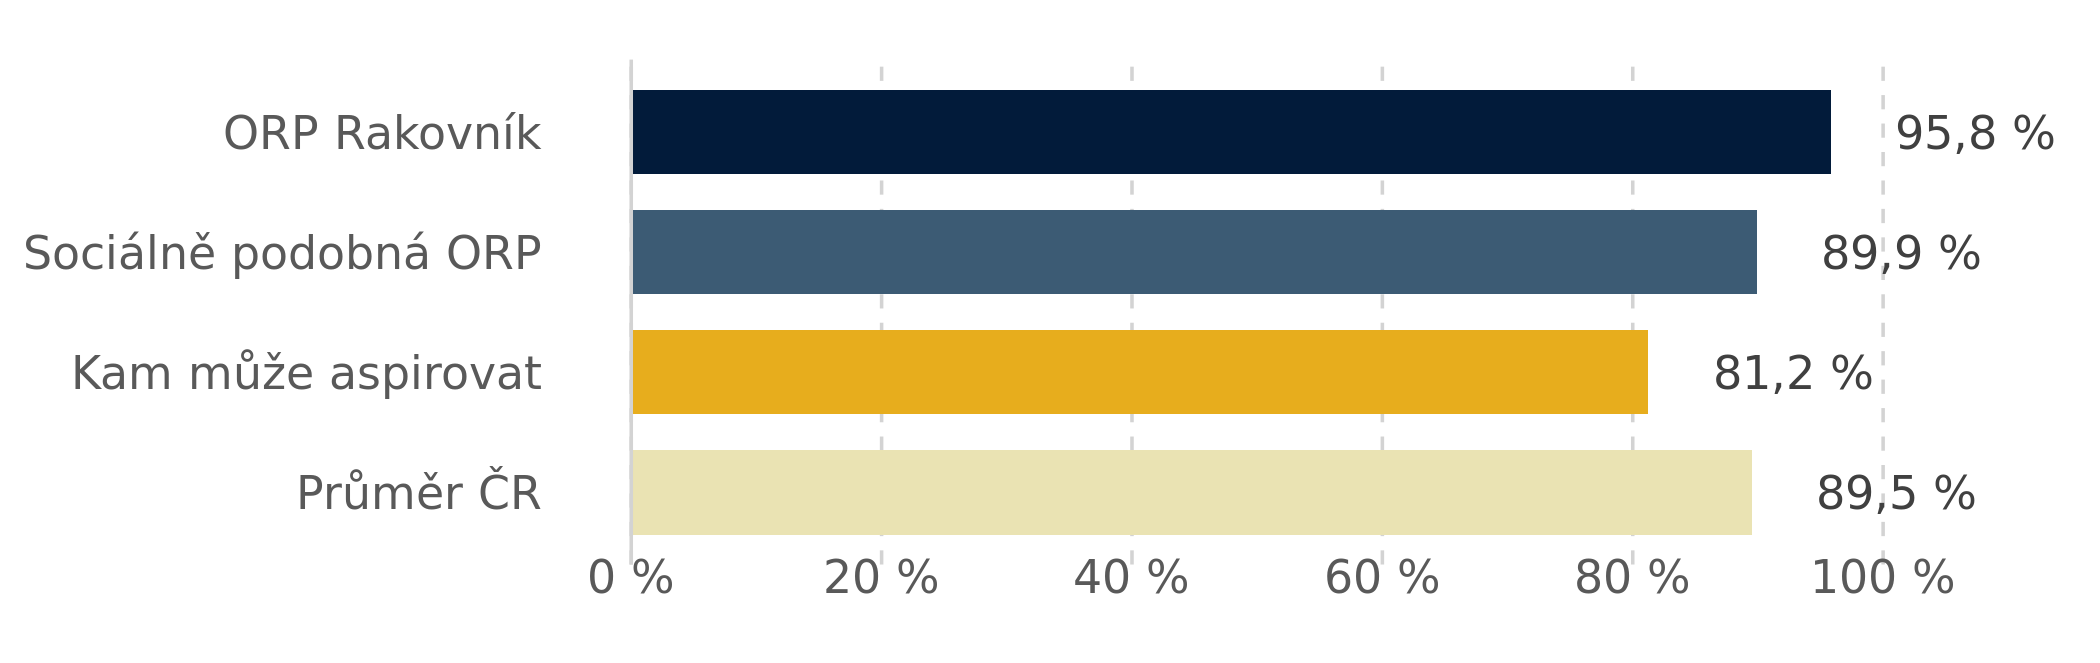 ORP Rakovník 95,8 %
Sociálně podobná ORP 89,9 %
Kam může aspirovat 81,2 %
Průměr ČR 89,5 %
0 % 20 % 40 % 60 % 80 % 100 %